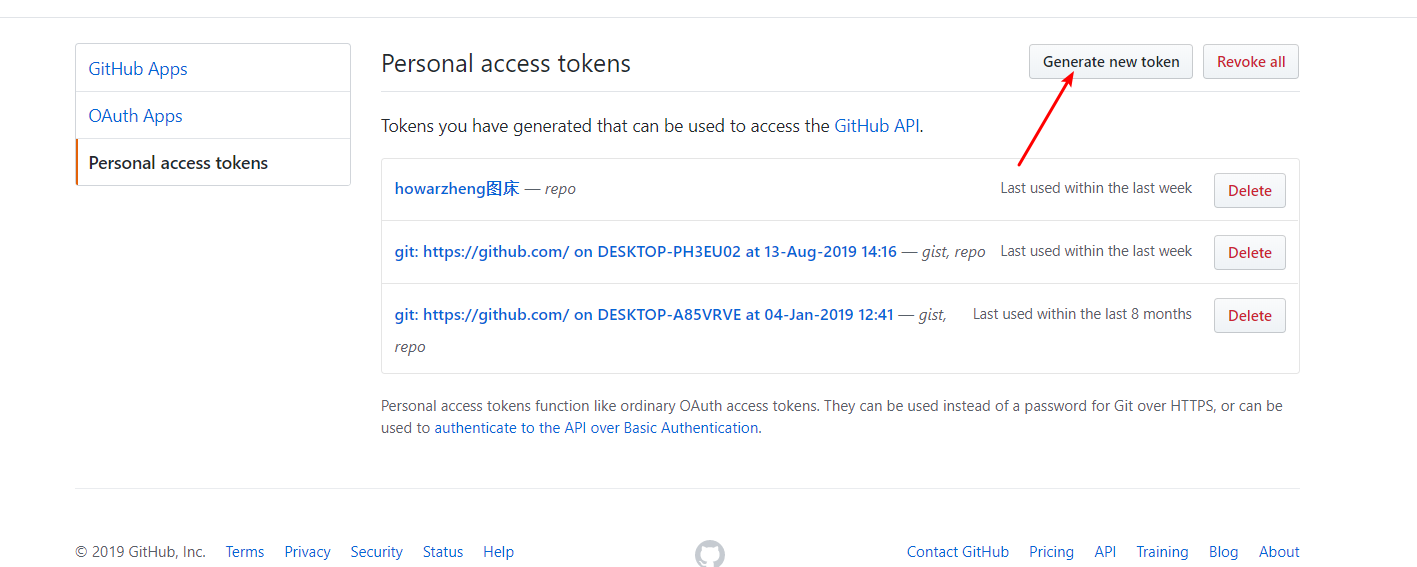 GitHub Apps
OAuth Apps
Personal access tokens
Personal access tokens
Generate new token
Revoke all
Tokens you have generated that can be used to access the GitHub API.
howarzheng图床 — repo
Last used within the last week
Delete
git: https://github.com/ on DESKTOP-PH3EU02 at 13-Aug-2019 14:16 — gist, repo
Last used within the last week
Delete
git: https://github.com/ on DESKTOP-A85VRVE at 04-Jan-2019 12:41 — gist,
repo
Last used within the last 8 months
Delete
Personal access tokens function like ordinary OAuth access tokens. They can be used instead of a password for Git over HTTPS, or can be
used to authenticate to the API over Basic Authentication.
© 2019 GitHub, Inc. Terms Privacy Security Status Help
Contact GitHub Pricing API Training Blog About